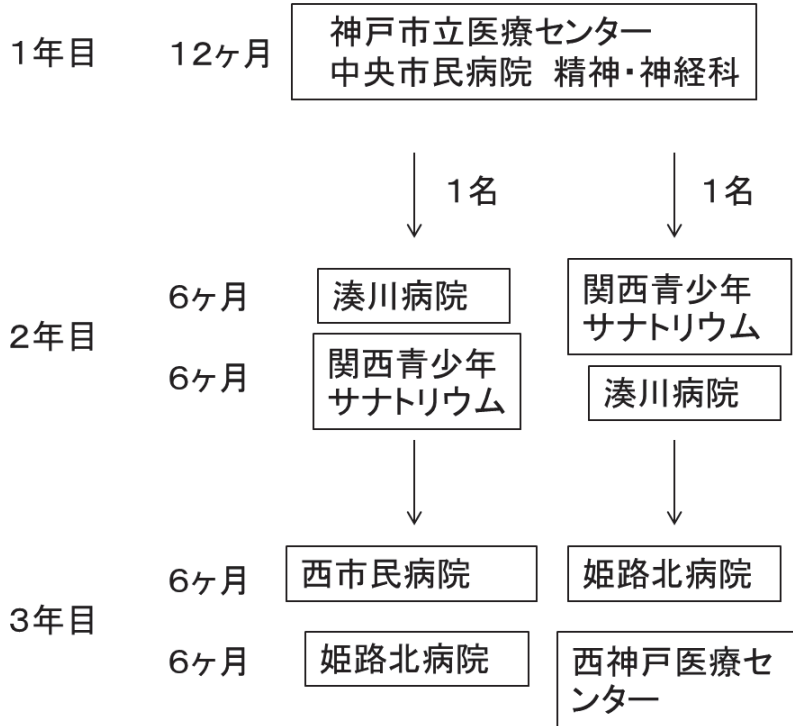 1年目 12ヶ月 神戸市立医療センター
中央市民病院 精神・神経科
1名 1名
2年目
6ヶ月 湊川病院 関西青少年
サナトリウム
6ヶ月 関西青少年
サナトリウム 湊川病院
3年目
6ヶ月 西市民病院 姫路北病院
6ヶ月 姫路北病院 西神戸医療セ
ンター